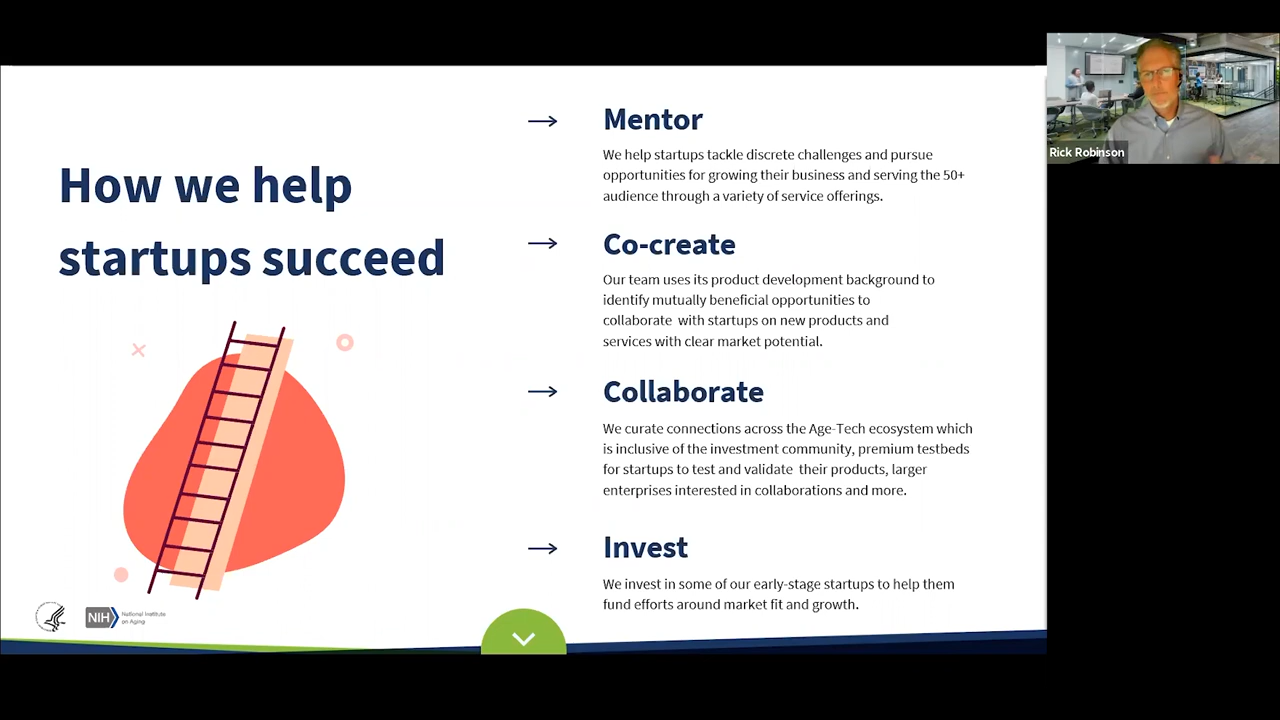 How we help
startups succeed
Mentor
We help startups tackle discrete challenges and pursue
opportunities for growing their business and serving the 50+
audience through a variety of service offerings.
Co-create
Our team uses its product development background to
identify mutually beneficial opportunities to
collaborate with startups on new products and
services with clear market potential.
Collaborate
We curate connections across the Age-Tech ecosystem which
is inclusive of the investment community, premium testbeds
for startups to test and validate their products, larger
enterprises interested in collaborations and more.
Invest
We invest in some of our early-stage startups to help them
fund efforts around market fit and growth.
NIH
National Institute
on Aging
Rick Robinson